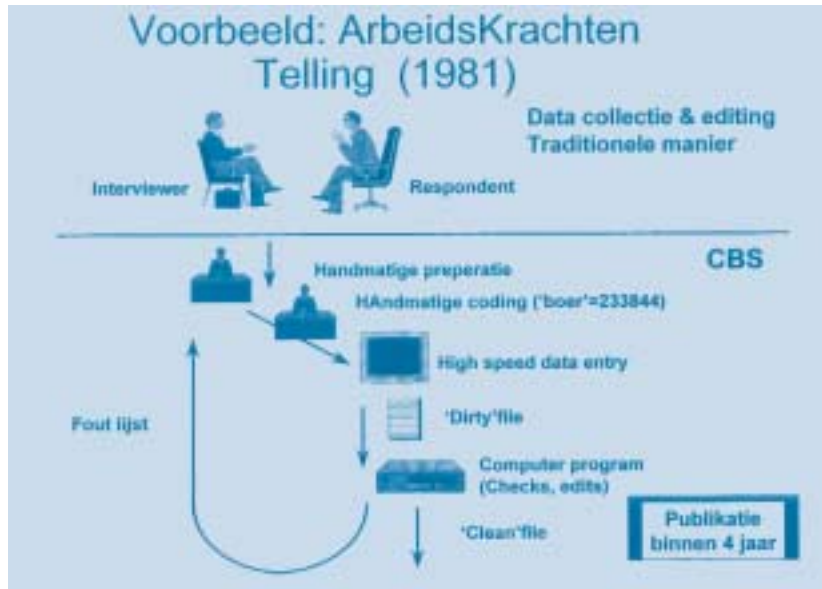 Voorbeeld: ArbeidsKrachten
Telling (1981)
Data collectie & editing
Traditionele manier
Interviewer
Respondent
CBS
Handmatige preperatie
HAndmatige coding ('boer'=233844)
High speed data entry
Fout lijst
'Dirty'file
Computer program
(Checks, edits)
'Clean'file
Publikatie
binnen 4 jaar